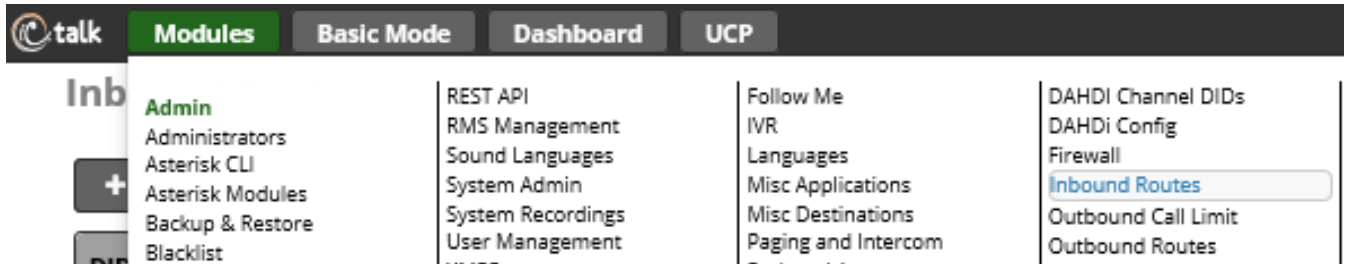 talk Modules Basic Mode Dashboard UCP
Inb
Admin
Administrators
Asterisk CLI
Asterisk Modules
Backup & Restore
Blacklist
REST API
RMS Management
Sound Languages
System Admin
System Recordings
User Management
Follow Me
IVR
Languages
Misc Applications
Misc Destinations
Paging and Intercom
DAHDI Channel DIDs
DAHDi Config
Firewall
Inbound Routes
Outbound Call Limit
Outbound Routes